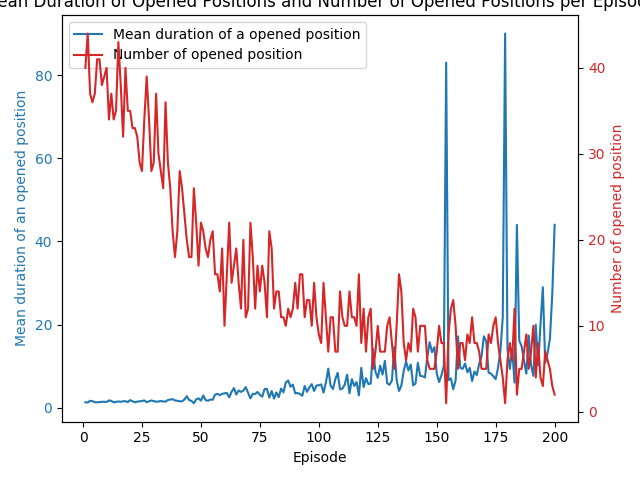 ean Duration of Opened Positions and Number of Opened Positions per Episod
Mean duration of a opened position
Number of opened position
Mean duration of an opened position
0
20
40
60
80
Number of opened position
0
10
20
30
40
0 25 50 75 100 125 150 175 200
Episode